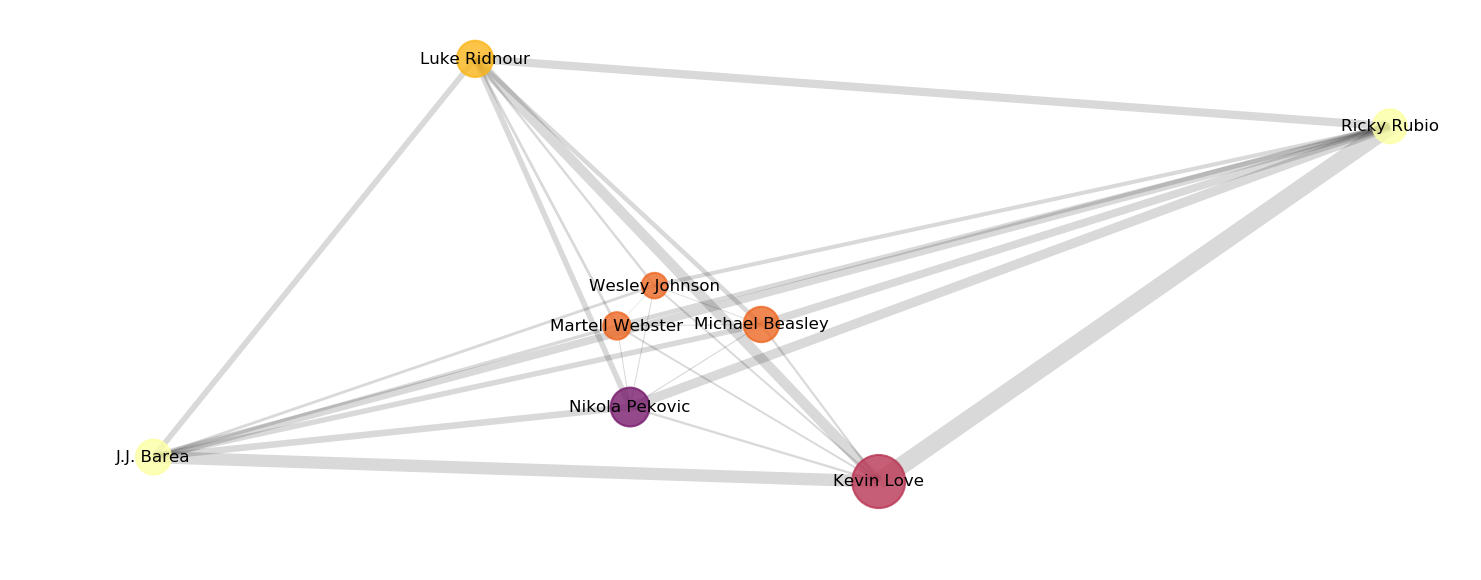 Luke Ridnour
Ricky Rubio
Wesley Johnson
Martell Webster
Michael Beasley
Nikola Pekovic
J.J. Barea
Kevin Love